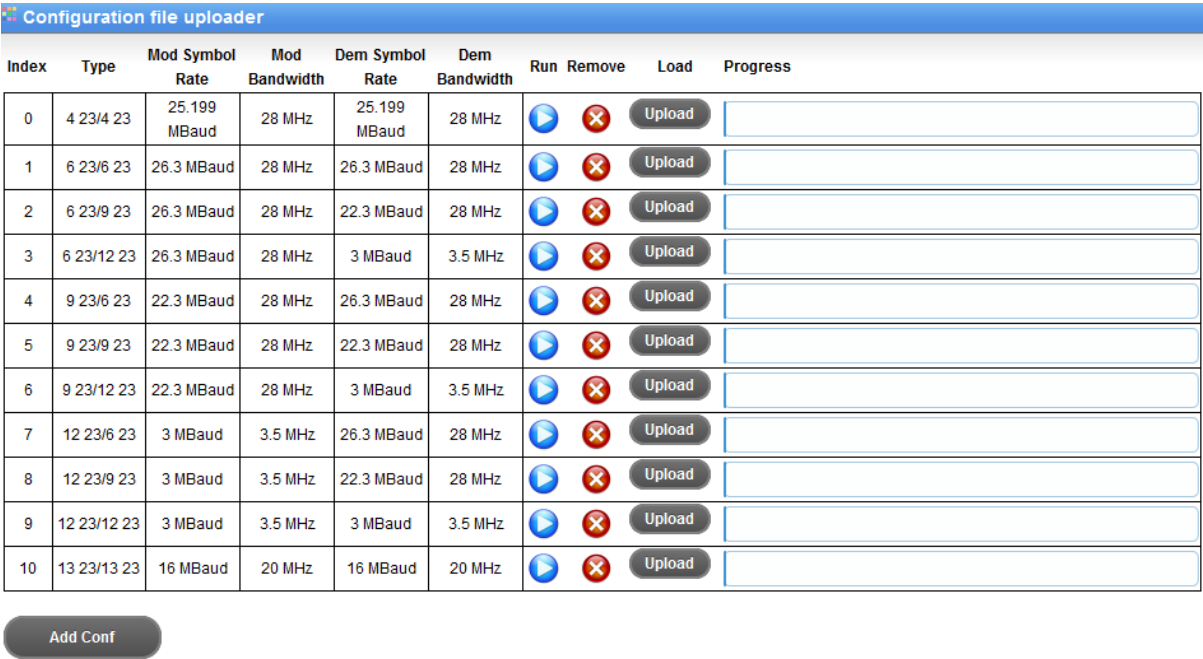 Configuration file uploader
Index Type Mod Symbol Rate Mod Bandwidth Dem Symbol Rate Dem Bandwidth Run Remove Load Progress
0 4 23/4 23 25.199 MBaud 28 MHz 25.199 MBaud 28 MHz Upload
1 6 23/6 23 26.3 MBaud 28 MHz 26.3 MBaud 28 MHz Upload
2 6 23/9 23 26.3 MBaud 28 MHz 22.3 MBaud 28 MHz Upload
3 6 23/12 23 26.3 MBaud 28 MHz 3 MBaud 3.5 MHz Upload
4 9 23/6 23 22.3 MBaud 28 MHz 26.3 MBaud 28 MHz Upload
5 9 23/9 23 22.3 MBaud 28 MHz 22.3 MBaud 28 MHz Upload
6 9 23/12 23 22.3 MBaud 28 MHz 3 MBaud 3.5 MHz Upload
7 12 23/6 23 3 MBaud 3.5 MHz 26.3 MBaud 28 MHz Upload
8 12 23/9 23 3 MBaud 3.5 MHz 22.3 MBaud 28 MHz Upload
9 12 23/12 23 3 MBaud 3.5 MHz 3 MBaud 3.5 MHz Upload
10 13 23/13 23 16 MBaud 20 MHz 16 MBaud 20 MHz Upload
Add Conf